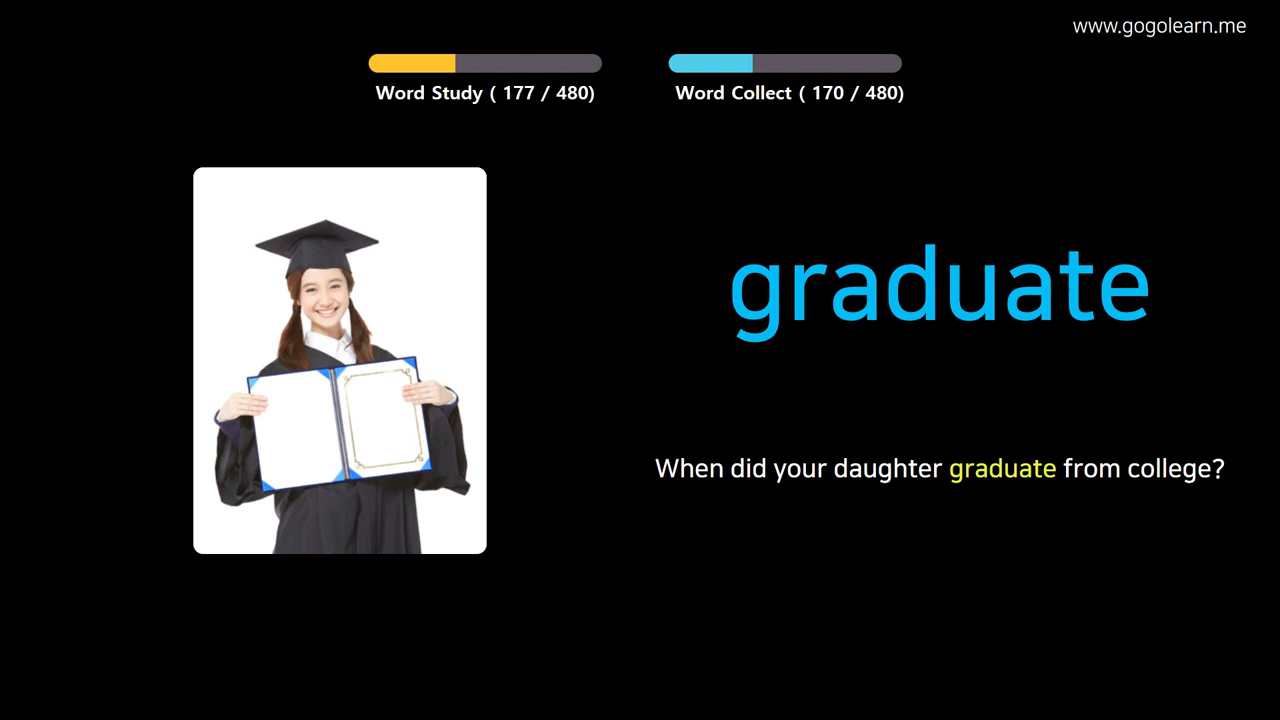 www.gogolearn.me
Word Study ( 177 / 480)
Word Collect ( 170 / 480)
graduate
When did your daughter graduate from college?